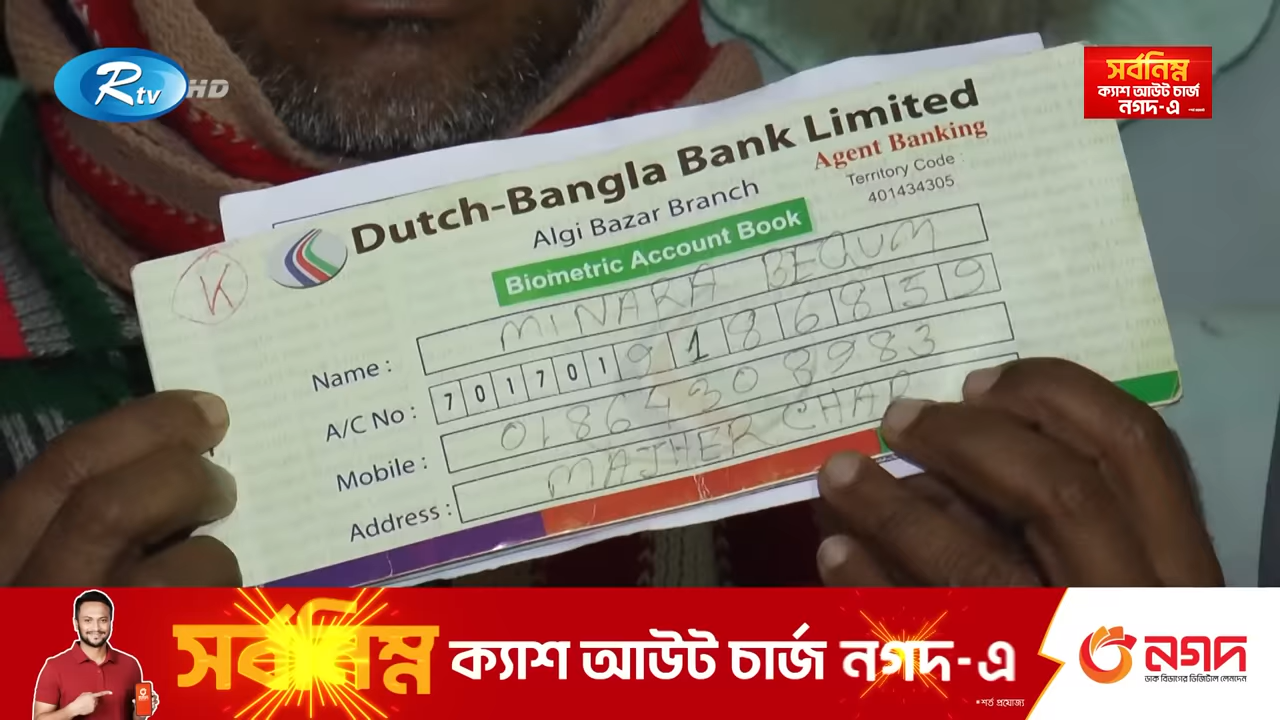 Rtv HD
সর্বনিম্ন
ক্যাশ আউট চার্জ
নগদ-এ
Dutch-Bangla Bank Limited
Agent Banking
Algi Bazar Branch
Territory Code :
401434305
Biometric Account Book
K
Name : MINARA BEGUM
A/C No : 7017019186859
Mobile : 01864308983
Address : MAJHER CHAR
সর্বনিম্ন ক্যাশ আউট চার্জ নগদ-এ
*শর্ত প্রযোজ্য
নগদ
ডাক বিভাগের ডিজিটাল লেনদেন